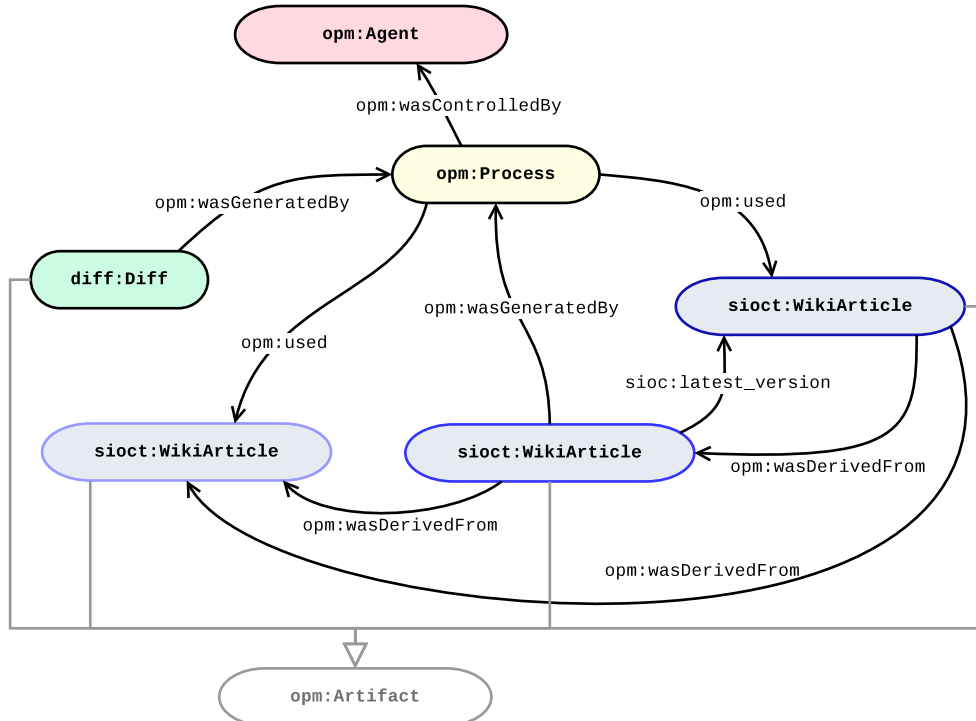 opm:Agent
opm:wasControlledBy
opm:Process
opm:wasGeneratedBy
opm:used
diff:Diff
sioct:WikiArticle
opm:wasGeneratedBy
opm:used
sioc:latest_version
sioct:WikiArticle
sioct:WikiArticle
opm:wasDerivedFrom
opm:wasDerivedFrom
opm:wasDerivedFrom
opm:Artifact